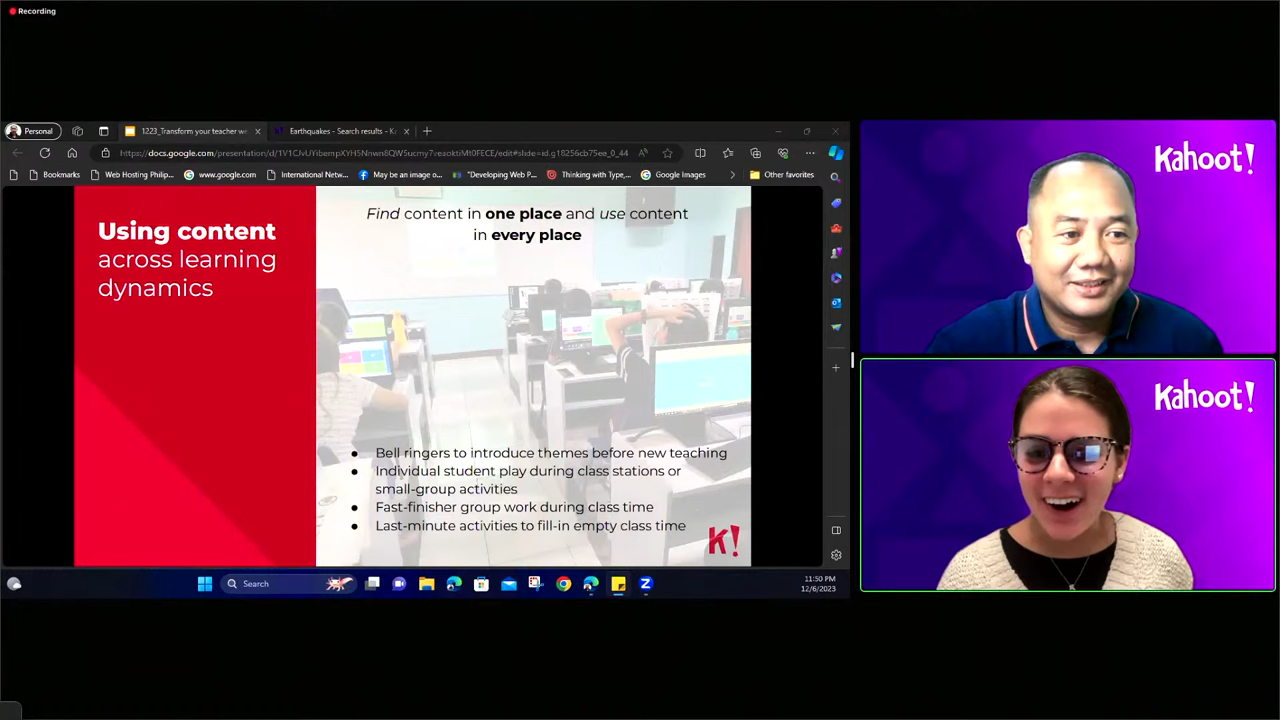 Recording
Personal
1223_Transform your teacher we
Earthquakes - Search results - Ka
Bookmarks
Web Hosting Philip...
www.google.com
International Netw...
May be an image o...
"Developing Web P...
Thinking with Type,...
Google Images
Other favorites
Using content
across learning
dynamics
Find content in one place and use content
in every place
● Bell ringers to introduce themes before new teaching
● Individual student play during class stations or
small-group activities
● Fast-finisher group work during class time
● Last-minute activities to fill-in empty class time
K!
Kahoot!
Kahoot!
Search
11:50 PM
12/6/2023